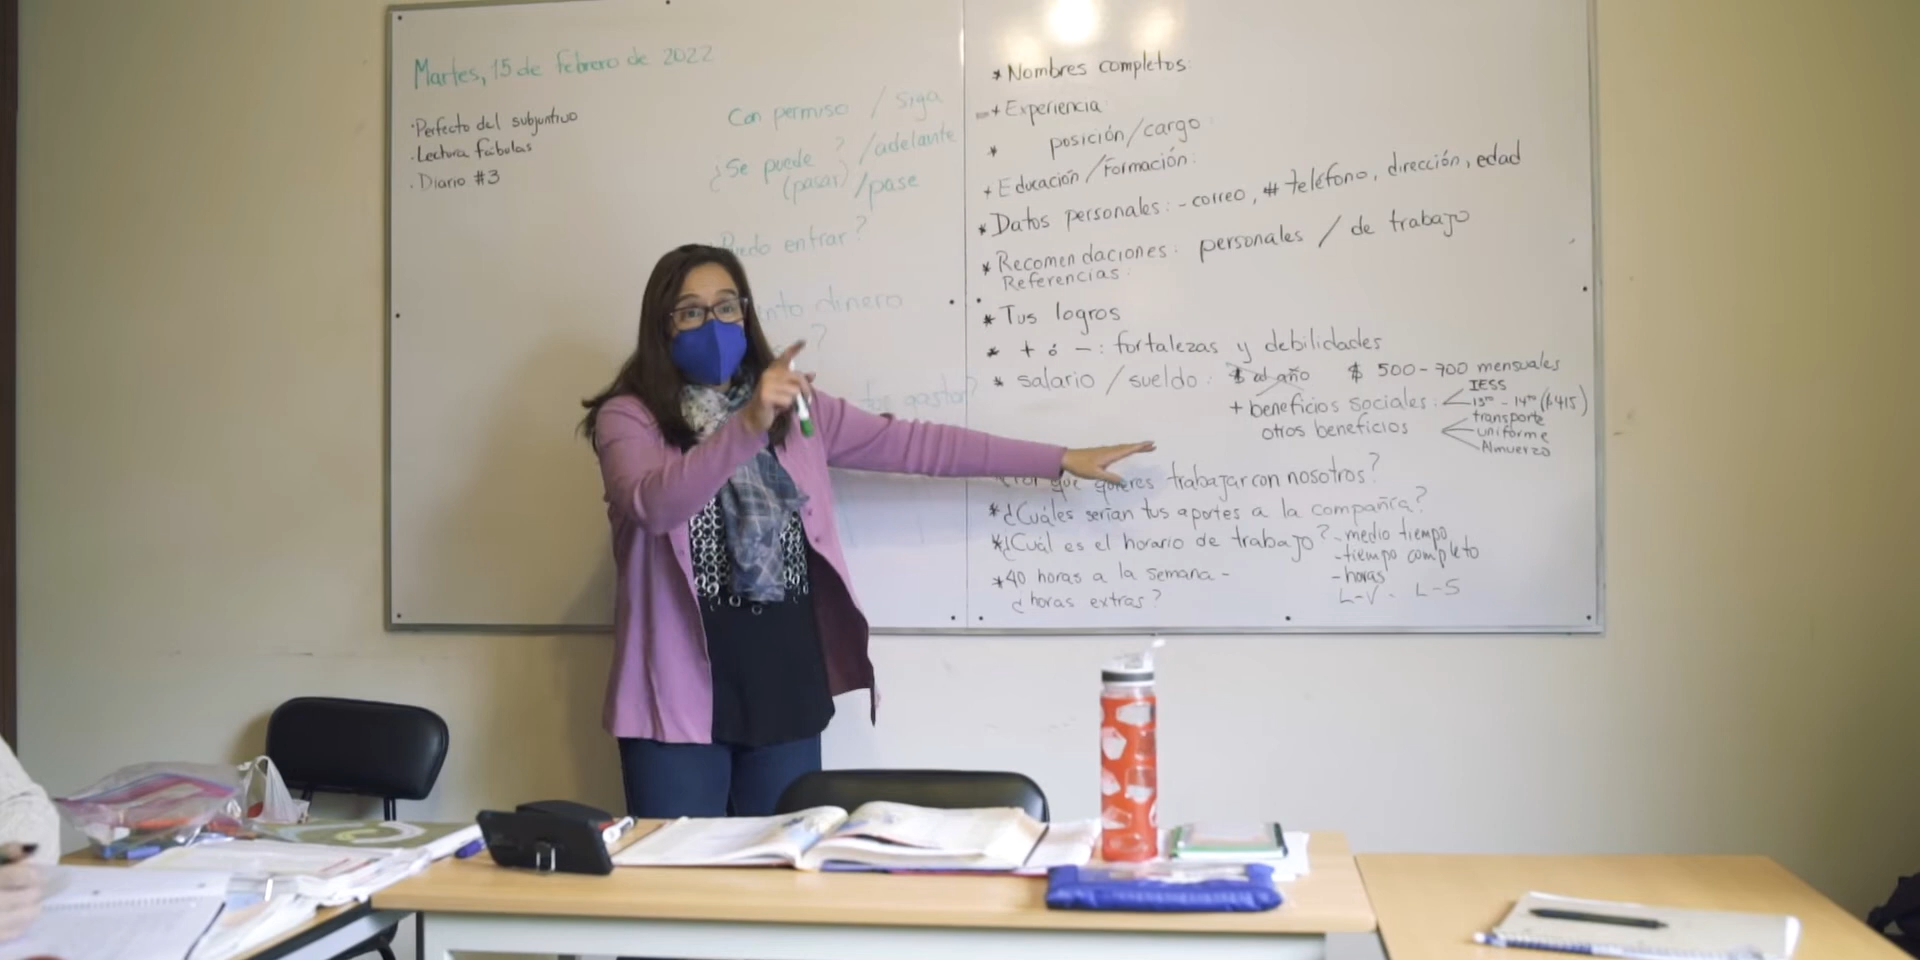 Martes, 15 de febrero de 2022
·Perfecto del subjuntivo
·Lectura fábulas
·Diario #3
Con permiso / siga
¿Se puede ? /adelante
(pasar) /pase
Puedo entrar?
dinero
?
gastar?
* Nombres completos:
+ Experiencia:
* posición/cargo
+ Educación/Formación:
* Datos personales: - correo, # teléfono, dirección, edad
* Recomendaciones: personales / de trabajo
Referencias:
* Tus logros
* + ó - : fortalezas y debilidades
* salario / sueldo: $ al año $ 500-700 mensuales
+ beneficios sociales: IESS
13ro - 14to ($415)
otros beneficios transporte
uniforme
Almuerzo
que quieres trabajar con nosotros?
*¿Cuáles serían tus aportes a la compañía?
*¿Cuál es el horario de trabajo? - medio tiempo
- tiempo completo
- horas
L-V - L-S
*40 horas a la semana -
¿horas extras?